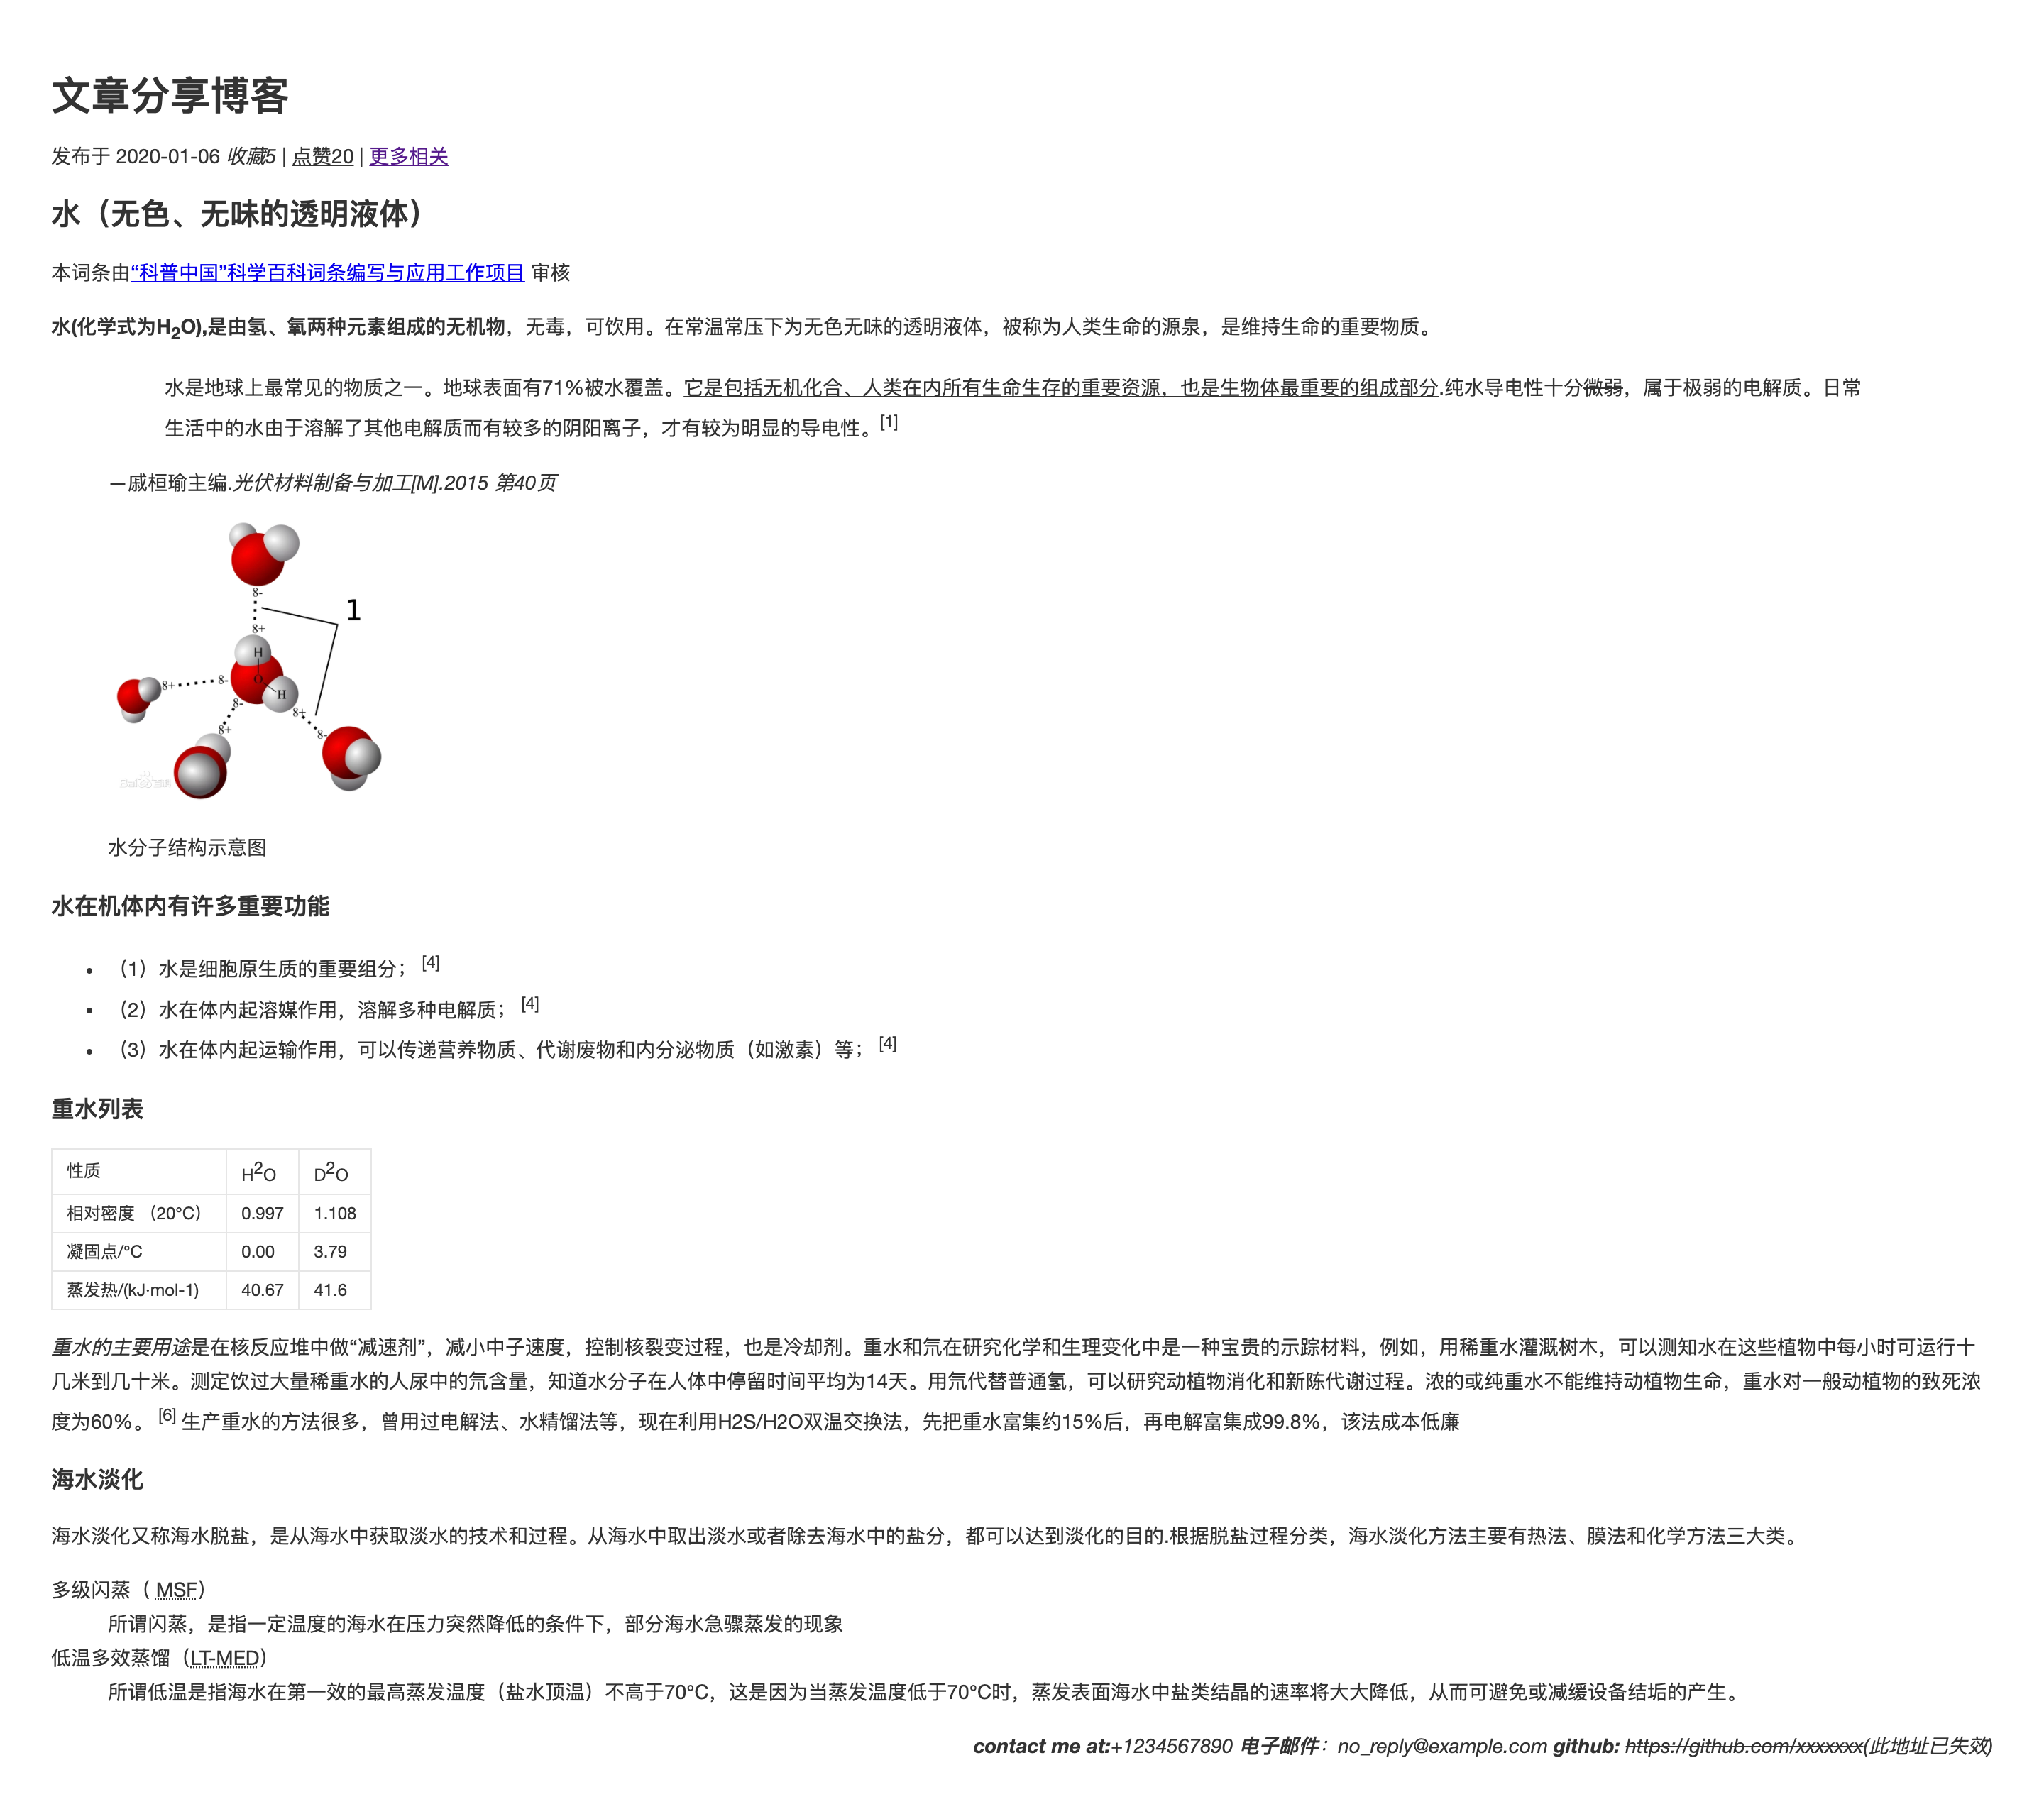 文章分享博客
发布于 2020-01-06 收藏5 | 点赞20 | 更多相关
水（无色、无味的透明液体）
本词条由“科普中国”科学百科词条编写与应用工作项目 审核
水(化学式为H2O),是由氢、氧两种元素组成的无机物，无毒，可饮用。在常温常压下为无色无味的透明液体，被称为人类生命的源泉，是维持生命的重要物质。
水是地球上最常见的物质之一。地球表面有71%被水覆盖。它是包括无机化合、人类在内所有生命生存的重要资源，也是生物体最重要的组成部分.纯水导电性十分微弱，属于极弱的电解质。日常
生活中的水由于溶解了其他电解质而有较多的阴阳离子，才有较为明显的导电性。[1]
—戚桓瑜主编.光伏材料制备与加工[M].2015 第40页
8-
1
8+
H
8+ 8- O
H
8-
8+
8+
8-
Bai 百科
水分子结构示意图
水在机体内有许多重要功能
• （1）水是细胞原生质的重要组分； [4]
• （2）水在体内起溶媒作用，溶解多种电解质； [4]
• （3）水在体内起运输作用，可以传递营养物质、代谢废物和内分泌物质（如激素）等； [4]
重水列表
性质 H2O D2O
相对密度 （20°C） 0.997 1.108
凝固点/°C 0.00 3.79
蒸发热/(kJ·mol-1) 40.67 41.6
重水的主要用途是在核反应堆中做“减速剂”，减小中子速度，控制核裂变过程，也是冷却剂。重水和氘在研究化学和生理变化中是一种宝贵的示踪材料，例如，用稀重水灌溉树木，可以测知水在这些植物中每小时可运行十
几米到几十米。测定饮过大量稀重水的人尿中的氘含量，知道水分子在人体中停留时间平均为14天。用氘代替普通氢，可以研究动植物消化和新陈代谢过程。浓的或纯重水不能维持动植物生命，重水对一般动植物的致死浓
度为60%。 [6] 生产重水的方法很多，曾用过电解法、水精馏法等，现在利用H2S/H2O双温交换法，先把重水富集约15%后，再电解富集成99.8%，该法成本低廉
海水淡化
海水淡化又称海水脱盐，是从海水中获取淡水的技术和过程。从海水中取出淡水或者除去海水中的盐分，都可以达到淡化的目的.根据脱盐过程分类，海水淡化方法主要有热法、膜法和化学方法三大类。
多级闪蒸（ MSF）
所谓闪蒸，是指一定温度的海水在压力突然降低的条件下，部分海水急骤蒸发的现象
低温多效蒸馏（LT-MED）
所谓低温是指海水在第一效的最高蒸发温度（盐水顶温）不高于70°C，这是因为当蒸发温度低于70°C时，蒸发表面海水中盐类结晶的速率将大大降低，从而可避免或减缓设备结垢的产生。
contact me at:+1234567890 电子邮件：no_reply@example.com github: https://github.com/xxxxxxx(此地址已失效)